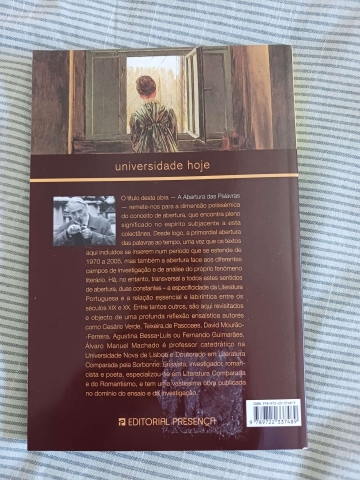 universidade hoje
O título desta obra — A Abertura das Palavras
— remete-nos para a dimensão polissémica
do conceito de abertura, que encontra pleno
significado no espírito subjacente a esta
colectânea. Desde logo, a primordial abertura
das palavras ao tempo, uma vez que os textos
aqui incluídos se inserem num período que se estende de
1970 a 2005, mas também a abertura face aos diferentes
campos de investigação e de análise do próprio fenómeno
literário. Há, no entanto, transversal a todos estes sentidos
de abertura, duas constantes – a especificidade da Literatura
Portuguesa e a relação essencial e labiríntica entre os
séculos XIX e XX. Entre tantos outros, são aqui revisitados
e objecto de uma profunda reflexão ensaística autores
como Cesário Verde, Teixeira de Pascoaes, David Mourão-
-Ferreira, Agustina Bessa-Luís ou Fernando Guimarães.
Álvaro Manuel Machado é professor catedrático na
Universidade Nova de Lisboa e Doutorado em Literatura
Comparada pela Sorbonne. Ensaísta, investigador, roman-
cista e poeta, especializou-se em Literatura Comparada
e do Romantismo, e tem uma vastíssima obra publicada
no domínio do ensaio e da investigação.
EDITORIAL PRESENÇA
ISBN
9 789722 337489